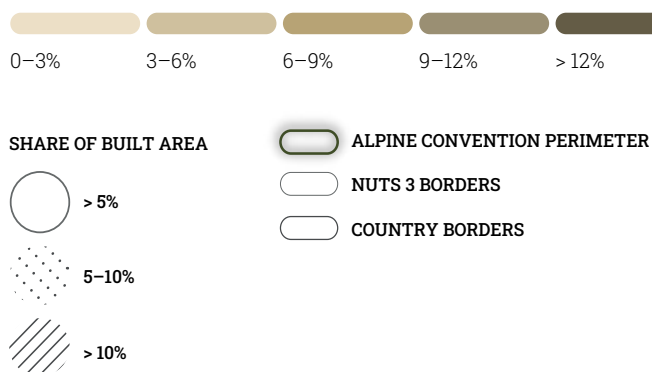 0–3% 3–6% 6–9% 9–12% > 12%
SHARE OF BUILT AREA
> 5%
5–10%
> 10%
ALPINE CONVENTION PERIMETER
NUTS 3 BORDERS
COUNTRY BORDERS